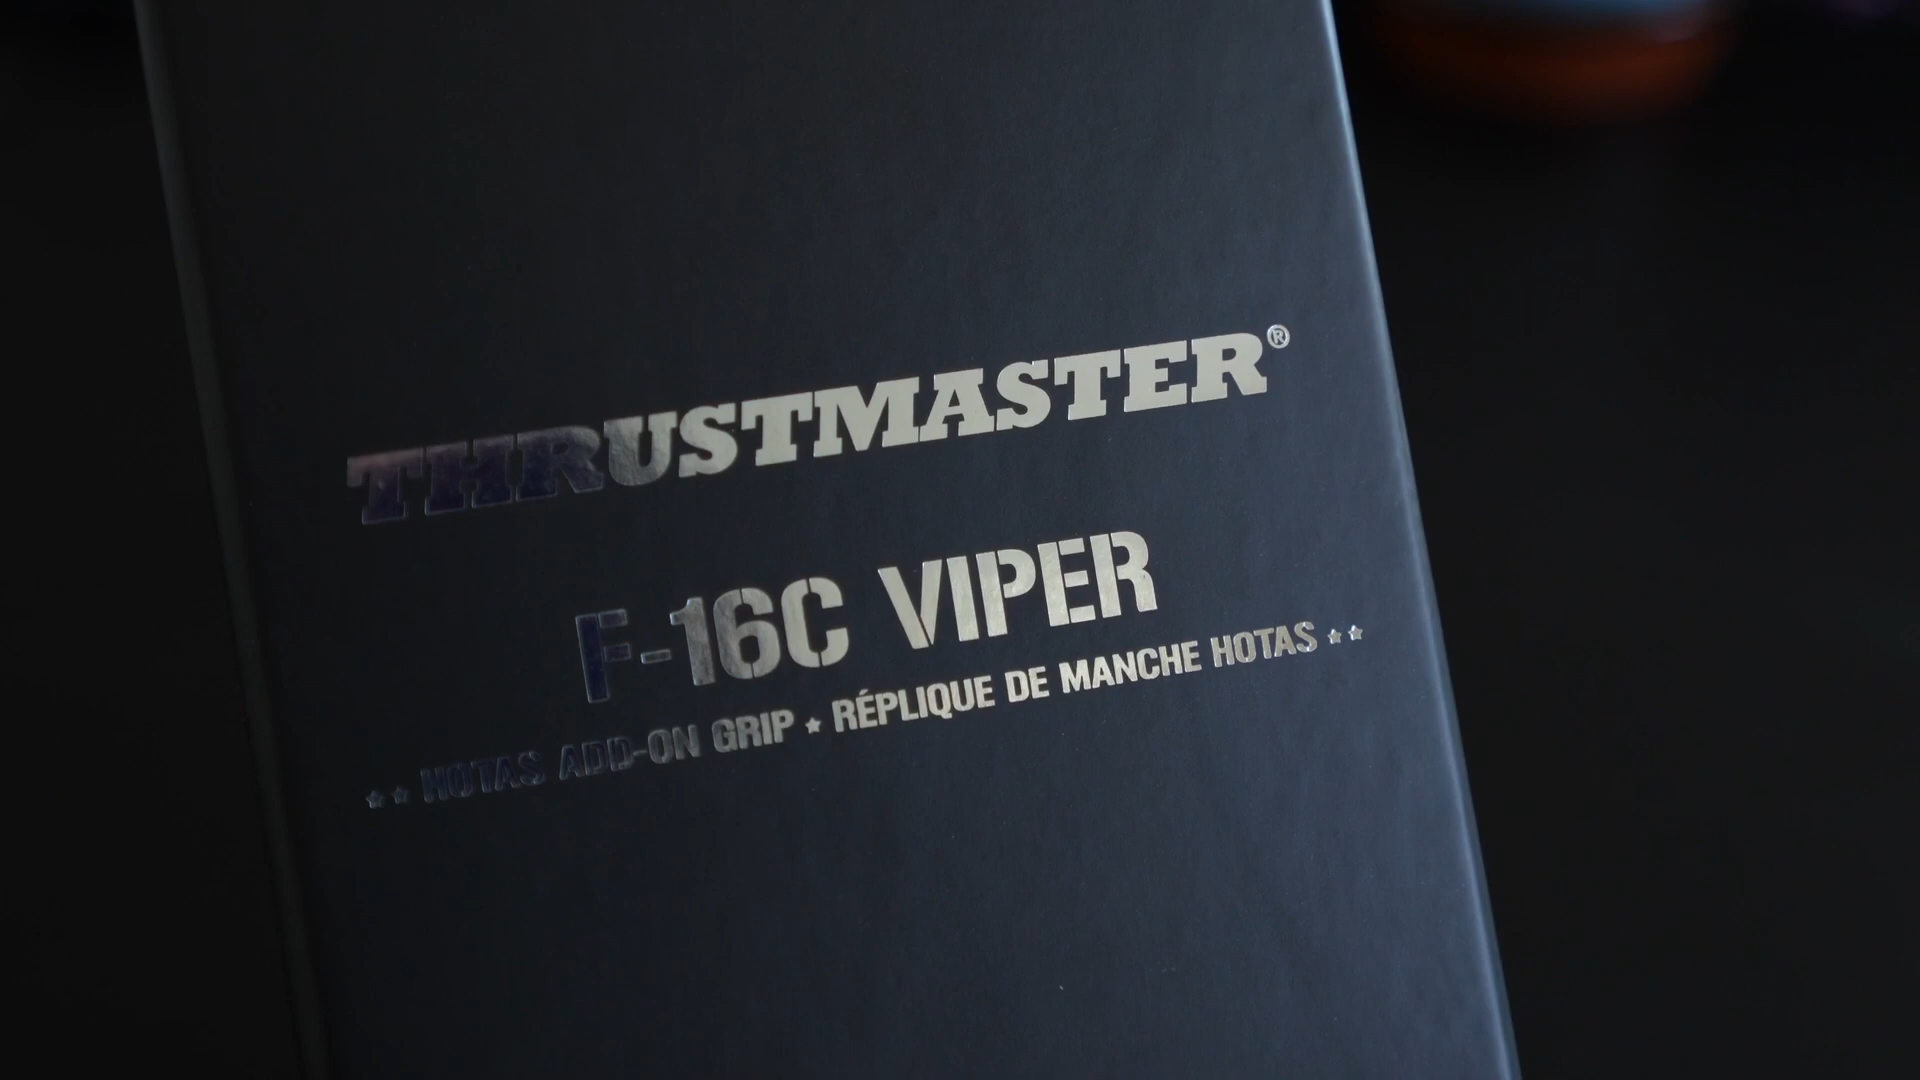 THRUSTMASTER®
F-16C VIPER
★ ★ HOTAS ADD-ON GRIP ★ RÉPLIQUE DE MANCHE HOTAS ★ ★